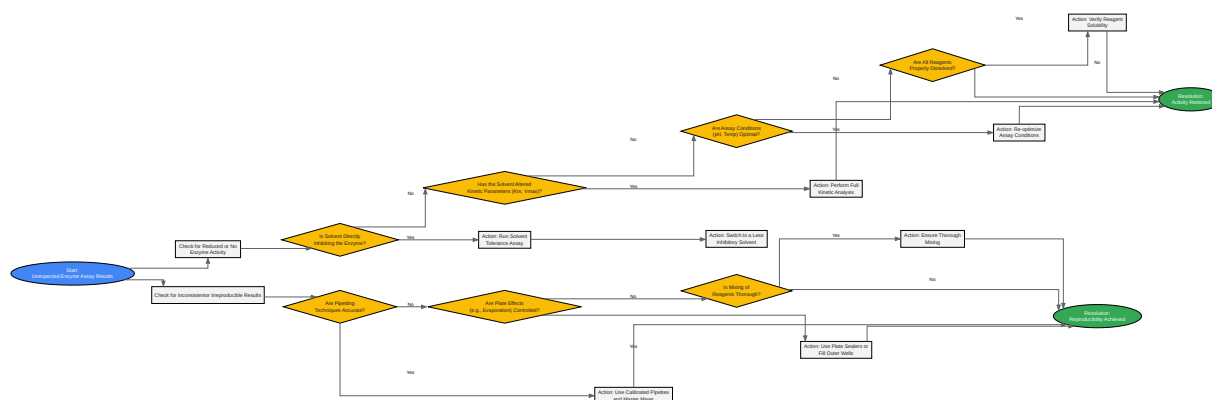 Yes
Action: Verify Reagent
Solubility
Are All Reagents
Properly Dissolved?
No
No
Resolution:
Activity Restored
Are Assay Conditions
(pH, Temp) Optimal?
Yes
Action: Re-optimize
Assay Conditions
No
Has the Solvent Altered
Kinetic Parameters (Km, Vmax)?
Yes
Action: Perform Full
Kinetic Analysis
No
Is Solvent Directly
Inhibiting the Enzyme?
Yes
Action: Run Solvent
Tolerance Assay
Action: Switch to a Less
Inhibitory Solvent
Yes
Action: Ensure Thorough
Mixing
Check for Reduced or No
Enzyme Activity
Start:
Unexpected Enzyme Assay Results
Check for Inconsistentor Irreproducible Results
Are Pipetting
Techniques Accurate?
No
Are Plate Effects
(e.g., Evaporation) Controlled?
No
Is Mixing of
Reagents Thorough?
No
Resolution:
Reproducibility Achieved
Yes
Action: Use Plate Sealers or
Fill Outer Wells
Yes
Action: Use Calibrated Pipettes
and Master Mixes